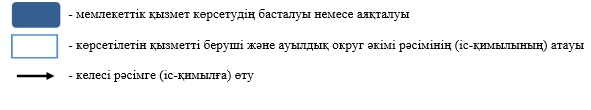 - мемлекеттік қызмет көрсетудің басталуы немесе аяқталуы
- көрсетілетін қызметті беруші және ауылдық округ әкімі рәсімінің (іс-қимылының) атауы
- келесі рәсімге (іс-қимылға) өту